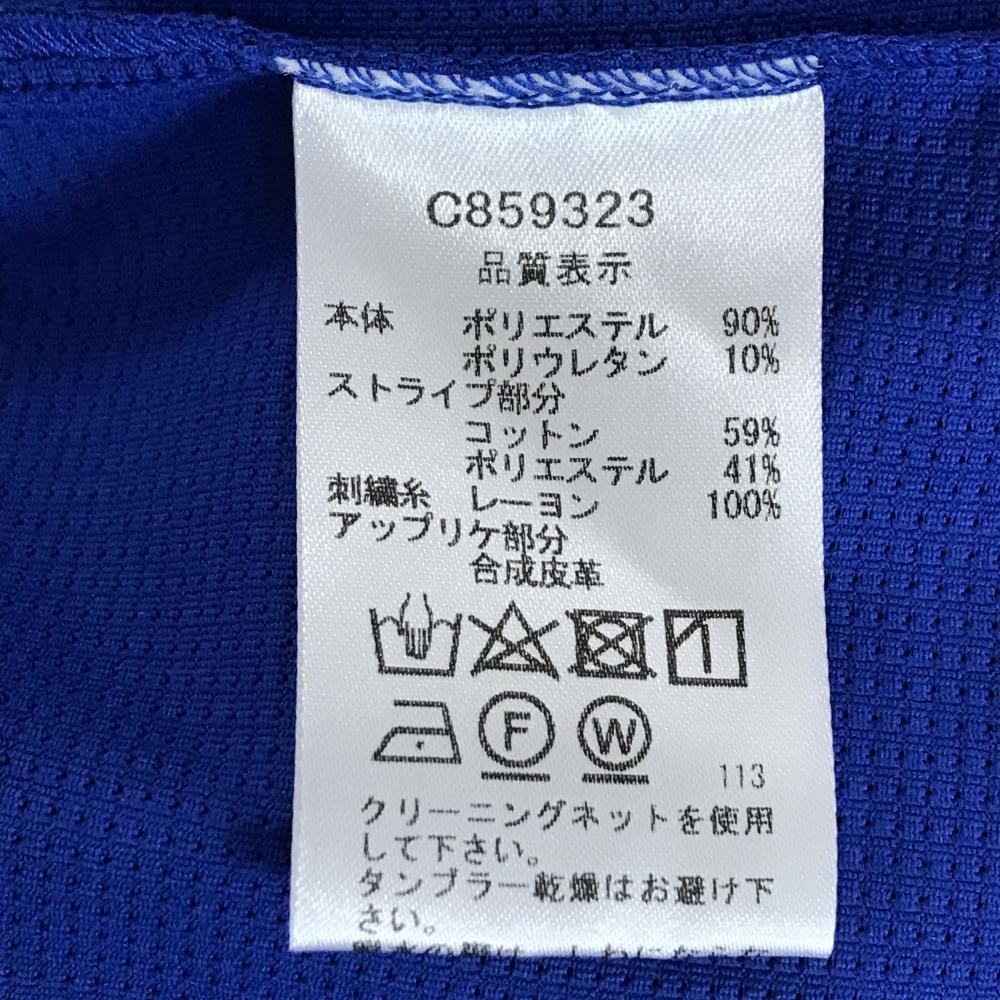 C859323
品質表示
本体 ポリエステル 90%
ポリウレタン 10%
ストライプ部分
コットン 59%
ポリエステル 41%
刺繍糸 レーヨン 100%
アップリケ部分
合成皮革
F W
113
クリーニングネットを使用
して下さい。
タンブラー乾燥はお避け下
さい。